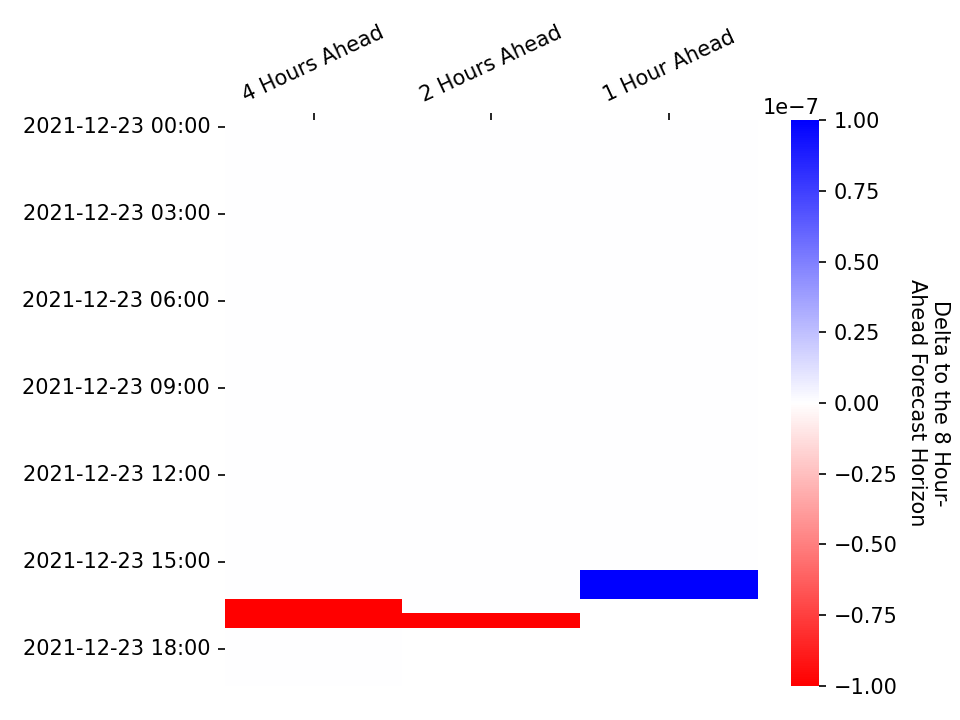 4 Hours Ahead
2 Hours Ahead
1 Hour Ahead
1e−7
2021-12-23 00:00
2021-12-23 03:00
2021-12-23 06:00
2021-12-23 09:00
2021-12-23 12:00
2021-12-23 15:00
2021-12-23 18:00
1.00
0.75
0.50
0.25
0.00
−0.25
−0.50
−0.75
−1.00
Delta to the 8 Hour-
Ahead Forecast Horizon